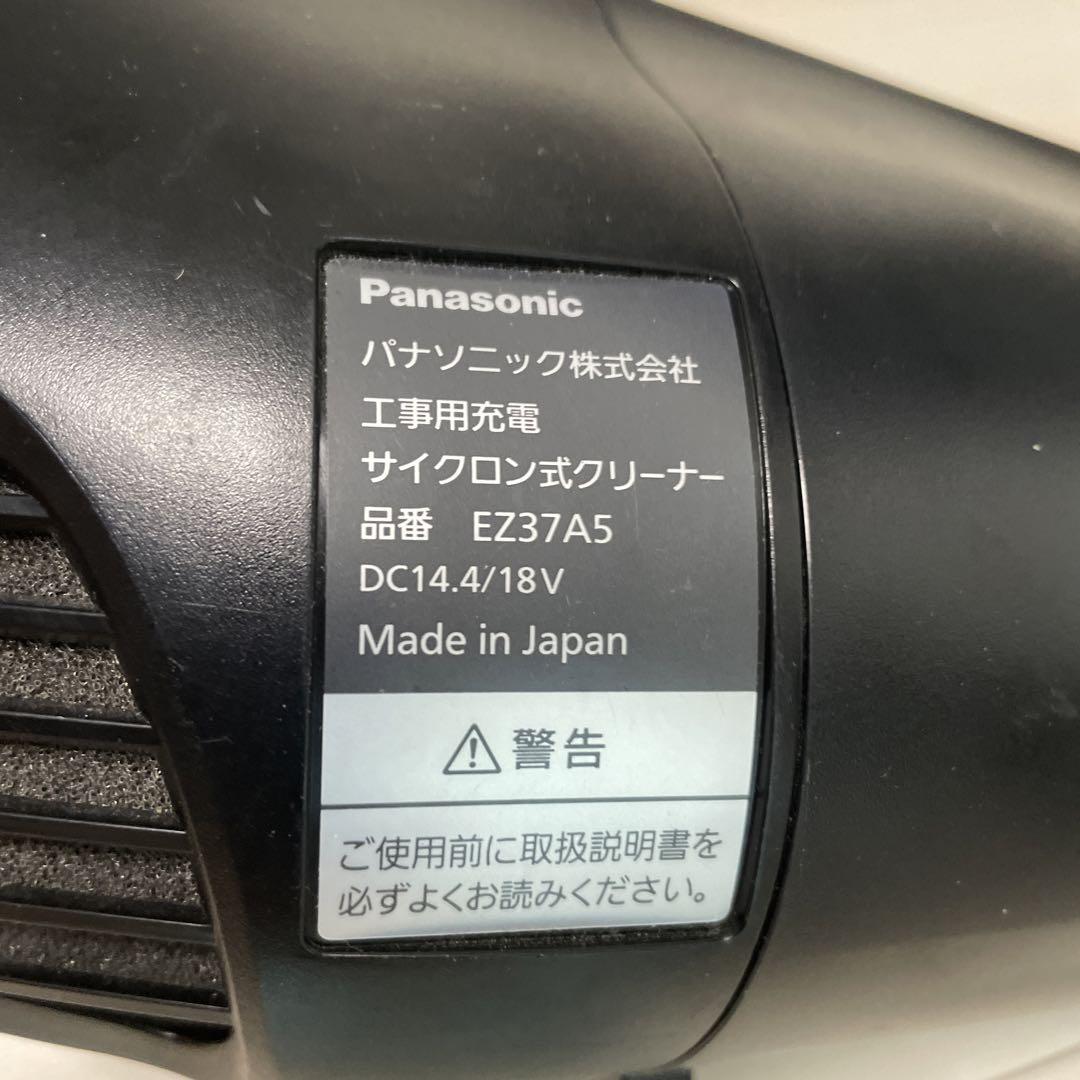 Panasonic
パナソニック株式会社
工事用充電
サイクロン式クリーナー
品番 EZ37A5
DC14.4/18V
Made in Japan
警告
ご使用前に取扱説明書を
必ずよくお読みください。